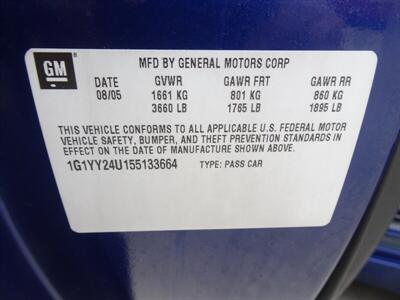 GM
MFD BY GENERAL MOTORS CORP
DATE GVWR GAWR FRT GAWR RR
08/05 1661 KG 801 KG 860 KG
3660 LB 1765 LB 1895 LB
THIS VEHICLE CONFORMS TO ALL APPLICABLE U.S. FEDERAL MOTOR
VEHICLE SAFETY, BUMPER, AND THEFT PREVENTION STANDARDS
IN EFFECT ON THE DATE OF MANUFACTURE SHOWN ABOVE.
1G1YY24U155133664 TYPE: PASS CAR